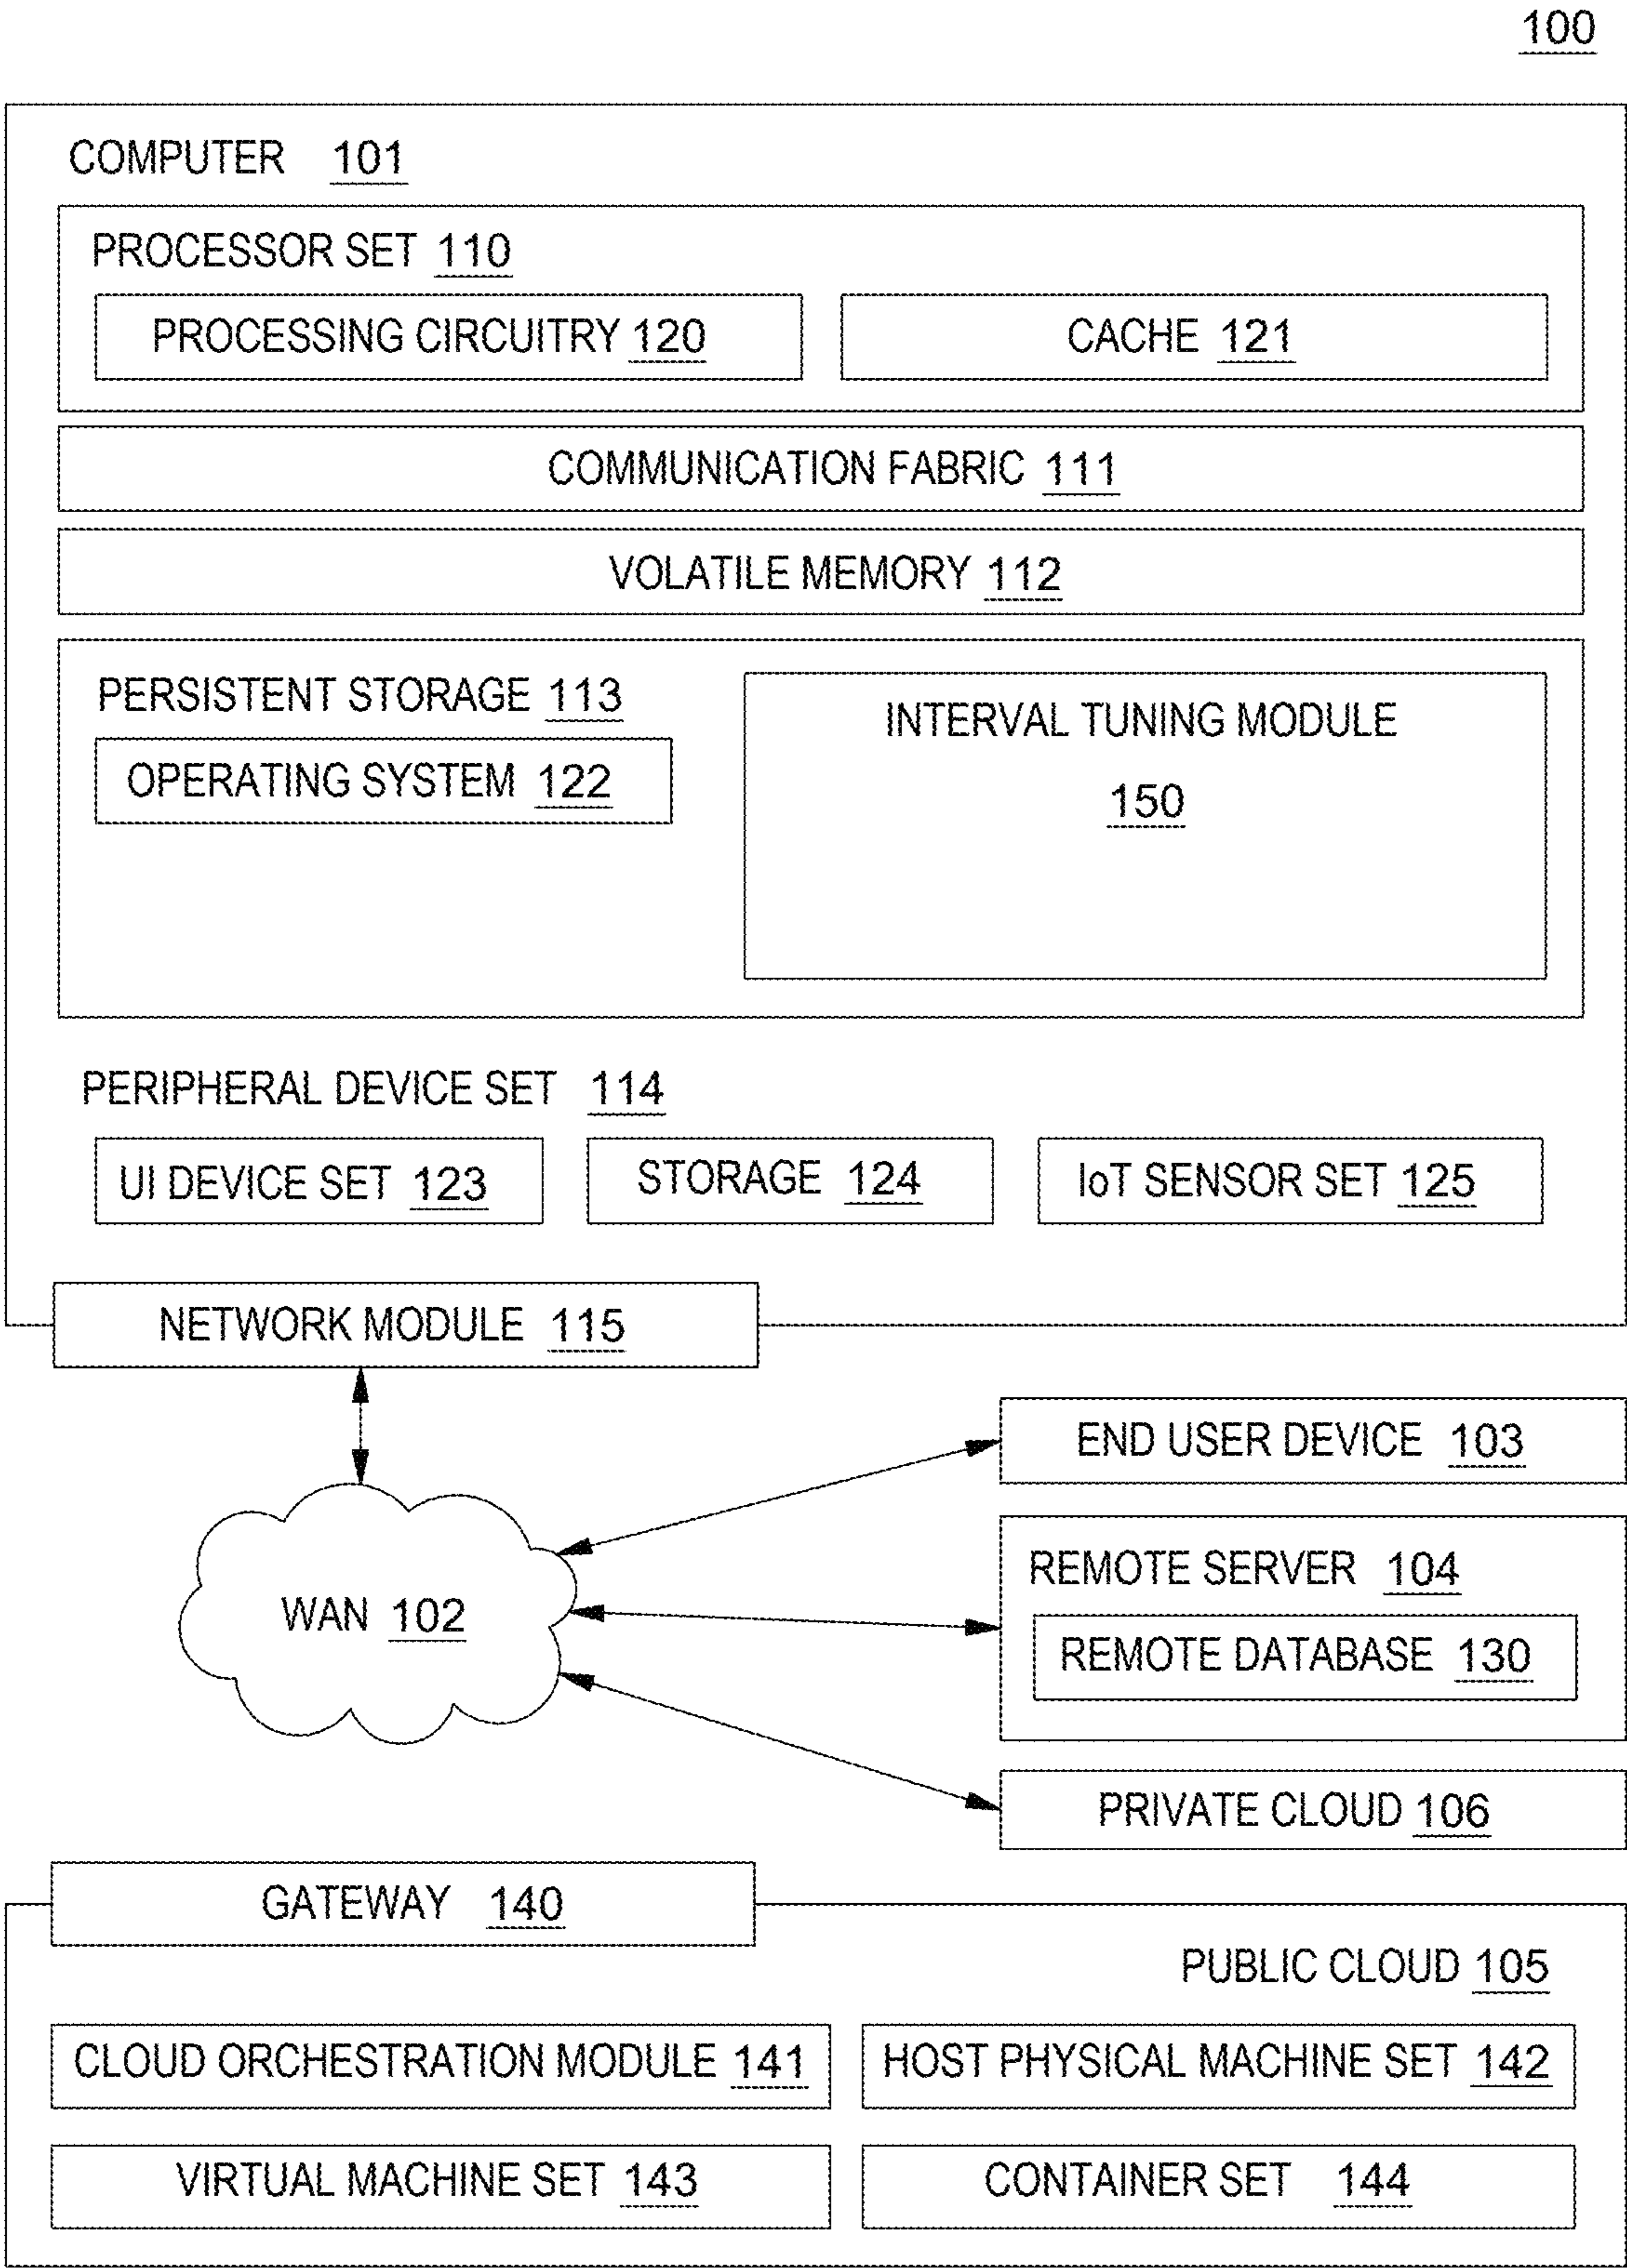 100
COMPUTER 101
PROCESSOR SET 110
PROCESSING CIRCUITRY 120
CACHE 121
COMMUNICATION FABRIC 111
VOLATILE MEMORY 112
PERSISTENT STORAGE 113
OPERATING SYSTEM 122
INTERVAL TUNING MODULE
150
PERIPHERAL DEVICE SET 114
UI DEVICE SET 123
STORAGE 124
IoT SENSOR SET 125
NETWORK MODULE 115
WAN 102
END USER DEVICE 103
REMOTE SERVER 104
REMOTE DATABASE 130
PRIVATE CLOUD 106
GATEWAY 140
PUBLIC CLOUD 105
CLOUD ORCHESTRATION MODULE 141
HOST PHYSICAL MACHINE SET 142
VIRTUAL MACHINE SET 143
CONTAINER SET 144